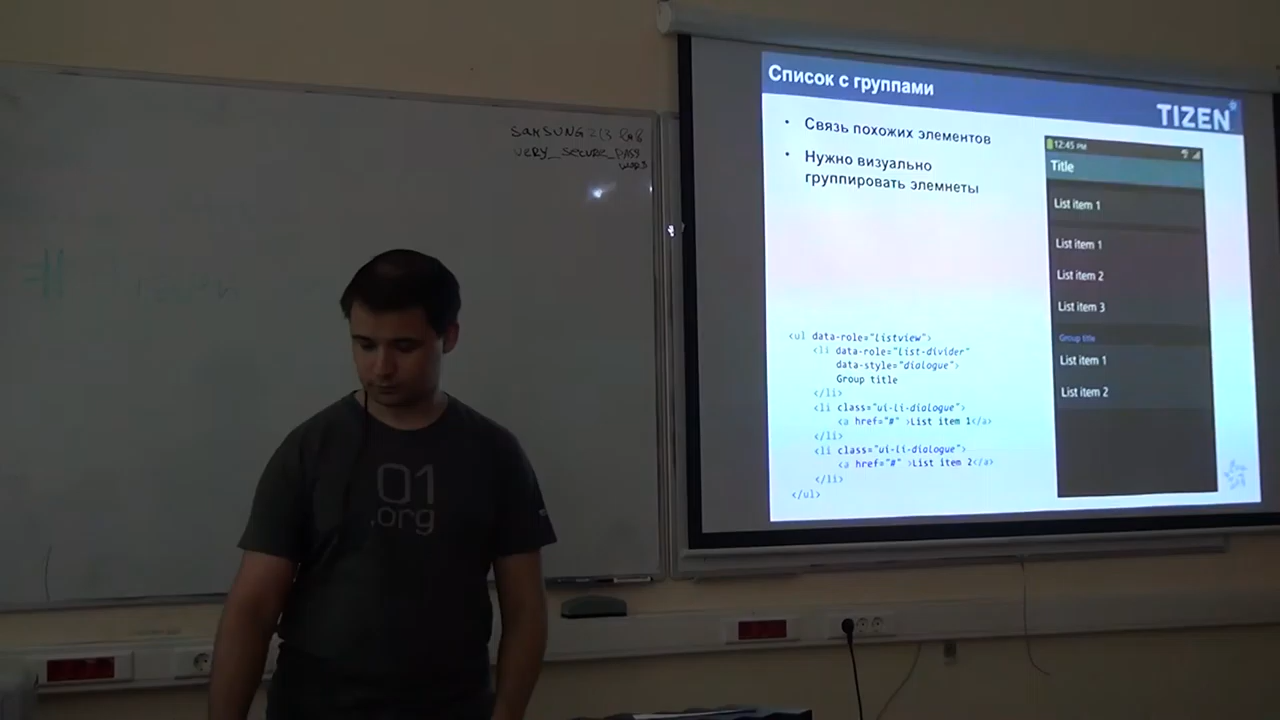 SAMSUNG
very_secure_pass
word
Список с группами
TIZEN
• Связь похожих элементов
• Нужно визуально
группировать элемнеты
12:45 PM
Title
List item 1
List item 1
List item 2
List item 3
Group title
List item 1
List item 2
<ul data-role="listview">
<li data-role="list-divider"
data-style="dialogue">
Group title
</li>
<li class="ui-li-dialogue">
<a href="#" >List item 1</a>
</li>
<li class="ui-li-dialogue">
<a href="#" >List item 2</a>
</li>
</ul>
01
.org